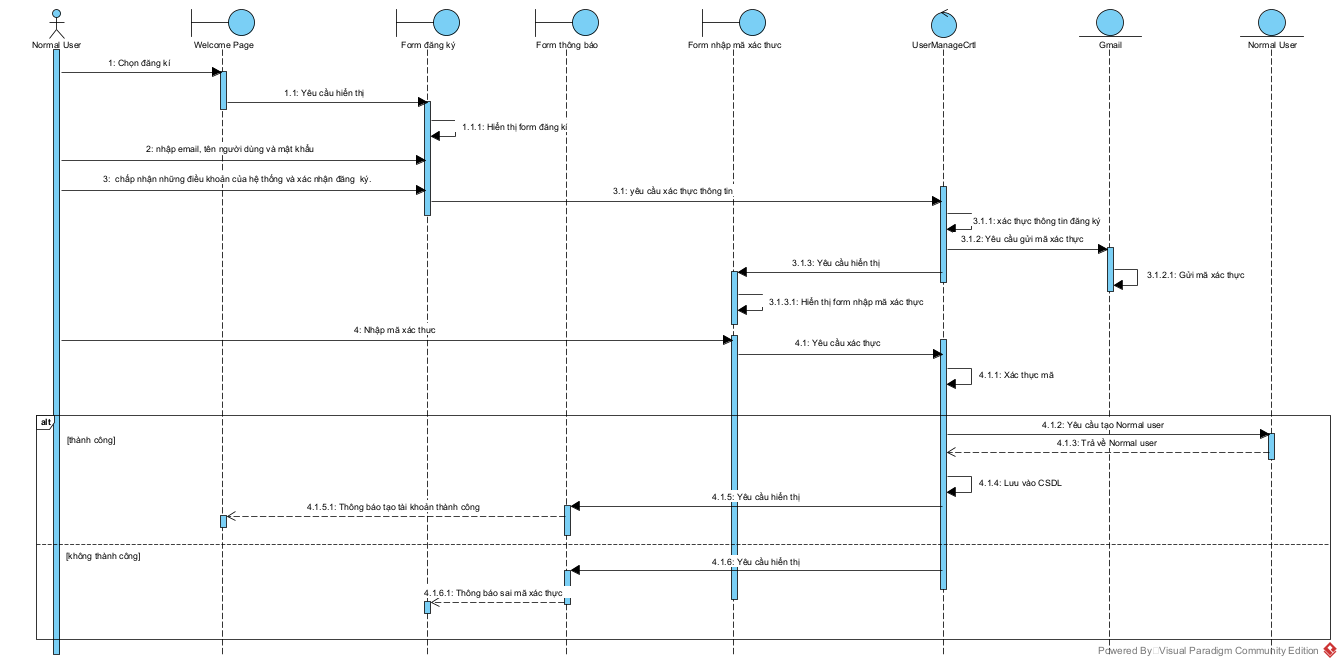 Normal User
Welcome Page
Form đăng ký
Form thông báo
Form nhập mã xác thưc
UserManageCrtl
Gmail
Normal User
1: Chọn đăng kí
1.1: Yêu cầu hiển thị
1.1.1: Hiển thị form đăng kí
2: nhập email, tên người dùng và mật khẩu
3: chấp nhận những điều khoản của hệ thống và xác nhận đăng ký.
3.1: yêu cầu xác thực thông tin
3.1.1: xác thực thông tin đăng ký
3.1.2: Yêu cầu gửi mã xác thực
3.1.3: Yêu cầu hiển thị
3.1.2.1: Gửi mã xác thực
3.1.3.1: Hiển thị form nhập mã xác thực
4: Nhập mã xác thưc
4.1: Yêu cầu xác thực
4.1.1: Xác thực mã
alt
[thành công]
4.1.2: Yêu cầu tạo Normal user
4.1.3: Trả về Normal user
4.1.4: Lưu vào CSDL
4.1.5: Yêu cầu hiển thị
4.1.5.1: Thông báo tạo tài khoản thành công
[không thành công]
4.1.6: Yêu cầu hiển thị
4.1.6.1: Thông báo sai mã xác thực
Powered By Visual Paradigm Community Edition